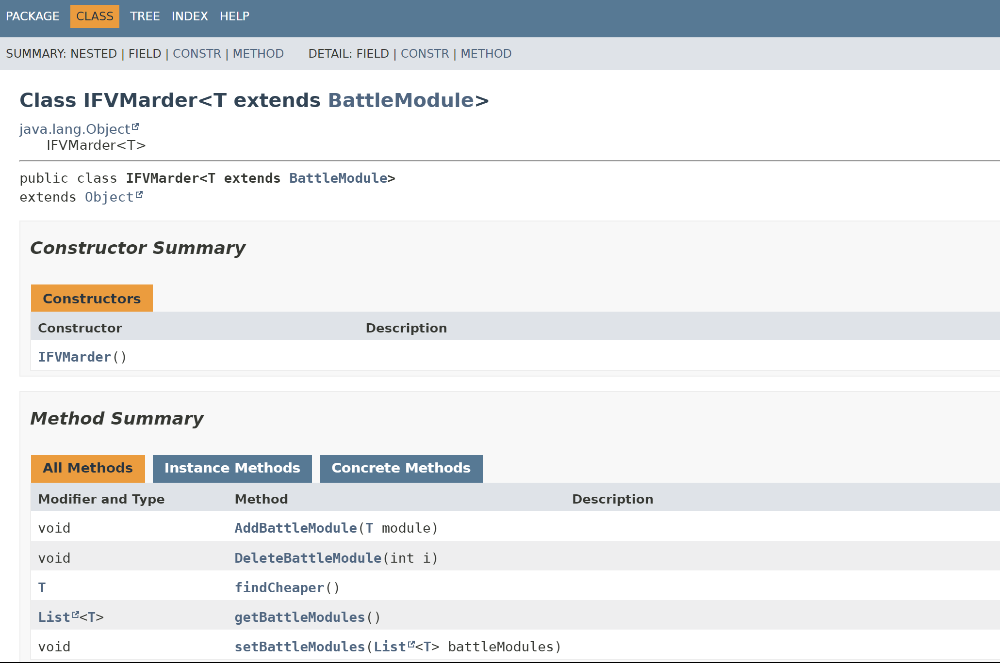 PACKAGE CLASS TREE INDEX HELP
SUMMARY: NESTED | FIELD | CONSTR | METHOD DETAIL: FIELD | CONSTR | METHOD
Class IFVMarder<T extends BattleModule>
java.lang.Object
IFVMarder<T>
public class IFVMarder<T extends BattleModule>
extends Object
Constructor Summary
Constructors
Constructor Description
IFVMarder()
Method Summary
All Methods Instance Methods Concrete Methods
Modifier and Type Method Description
void AddBattleModule(T module)
void DeleteBattleModule(int i)
T findCheaper()
List<T> getBattleModules()
void setBattleModules(List<T> battleModules)